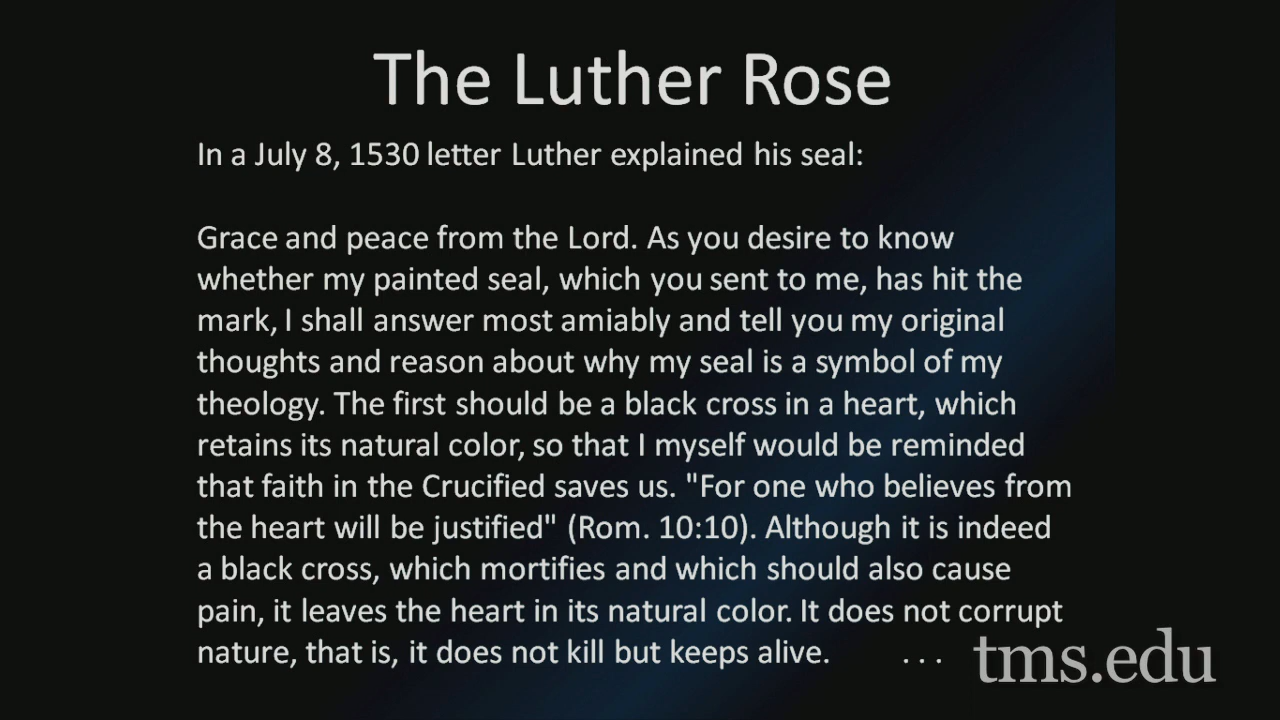 The Luther Rose
In a July 8, 1530 letter Luther explained his seal:
Grace and peace from the Lord. As you desire to know
whether my painted seal, which you sent to me, has hit the
mark, I shall answer most amiably and tell you my original
thoughts and reason about why my seal is a symbol of my
theology. The first should be a black cross in a heart, which
retains its natural color, so that I myself would be reminded
that faith in the Crucified saves us. "For one who believes from
the heart will be justified" (Rom. 10:10). Although it is indeed
a black cross, which mortifies and which should also cause
pain, it leaves the heart in its natural color. It does not corrupt
nature, that is, it does not kill but keeps alive. . . .
tms.edu